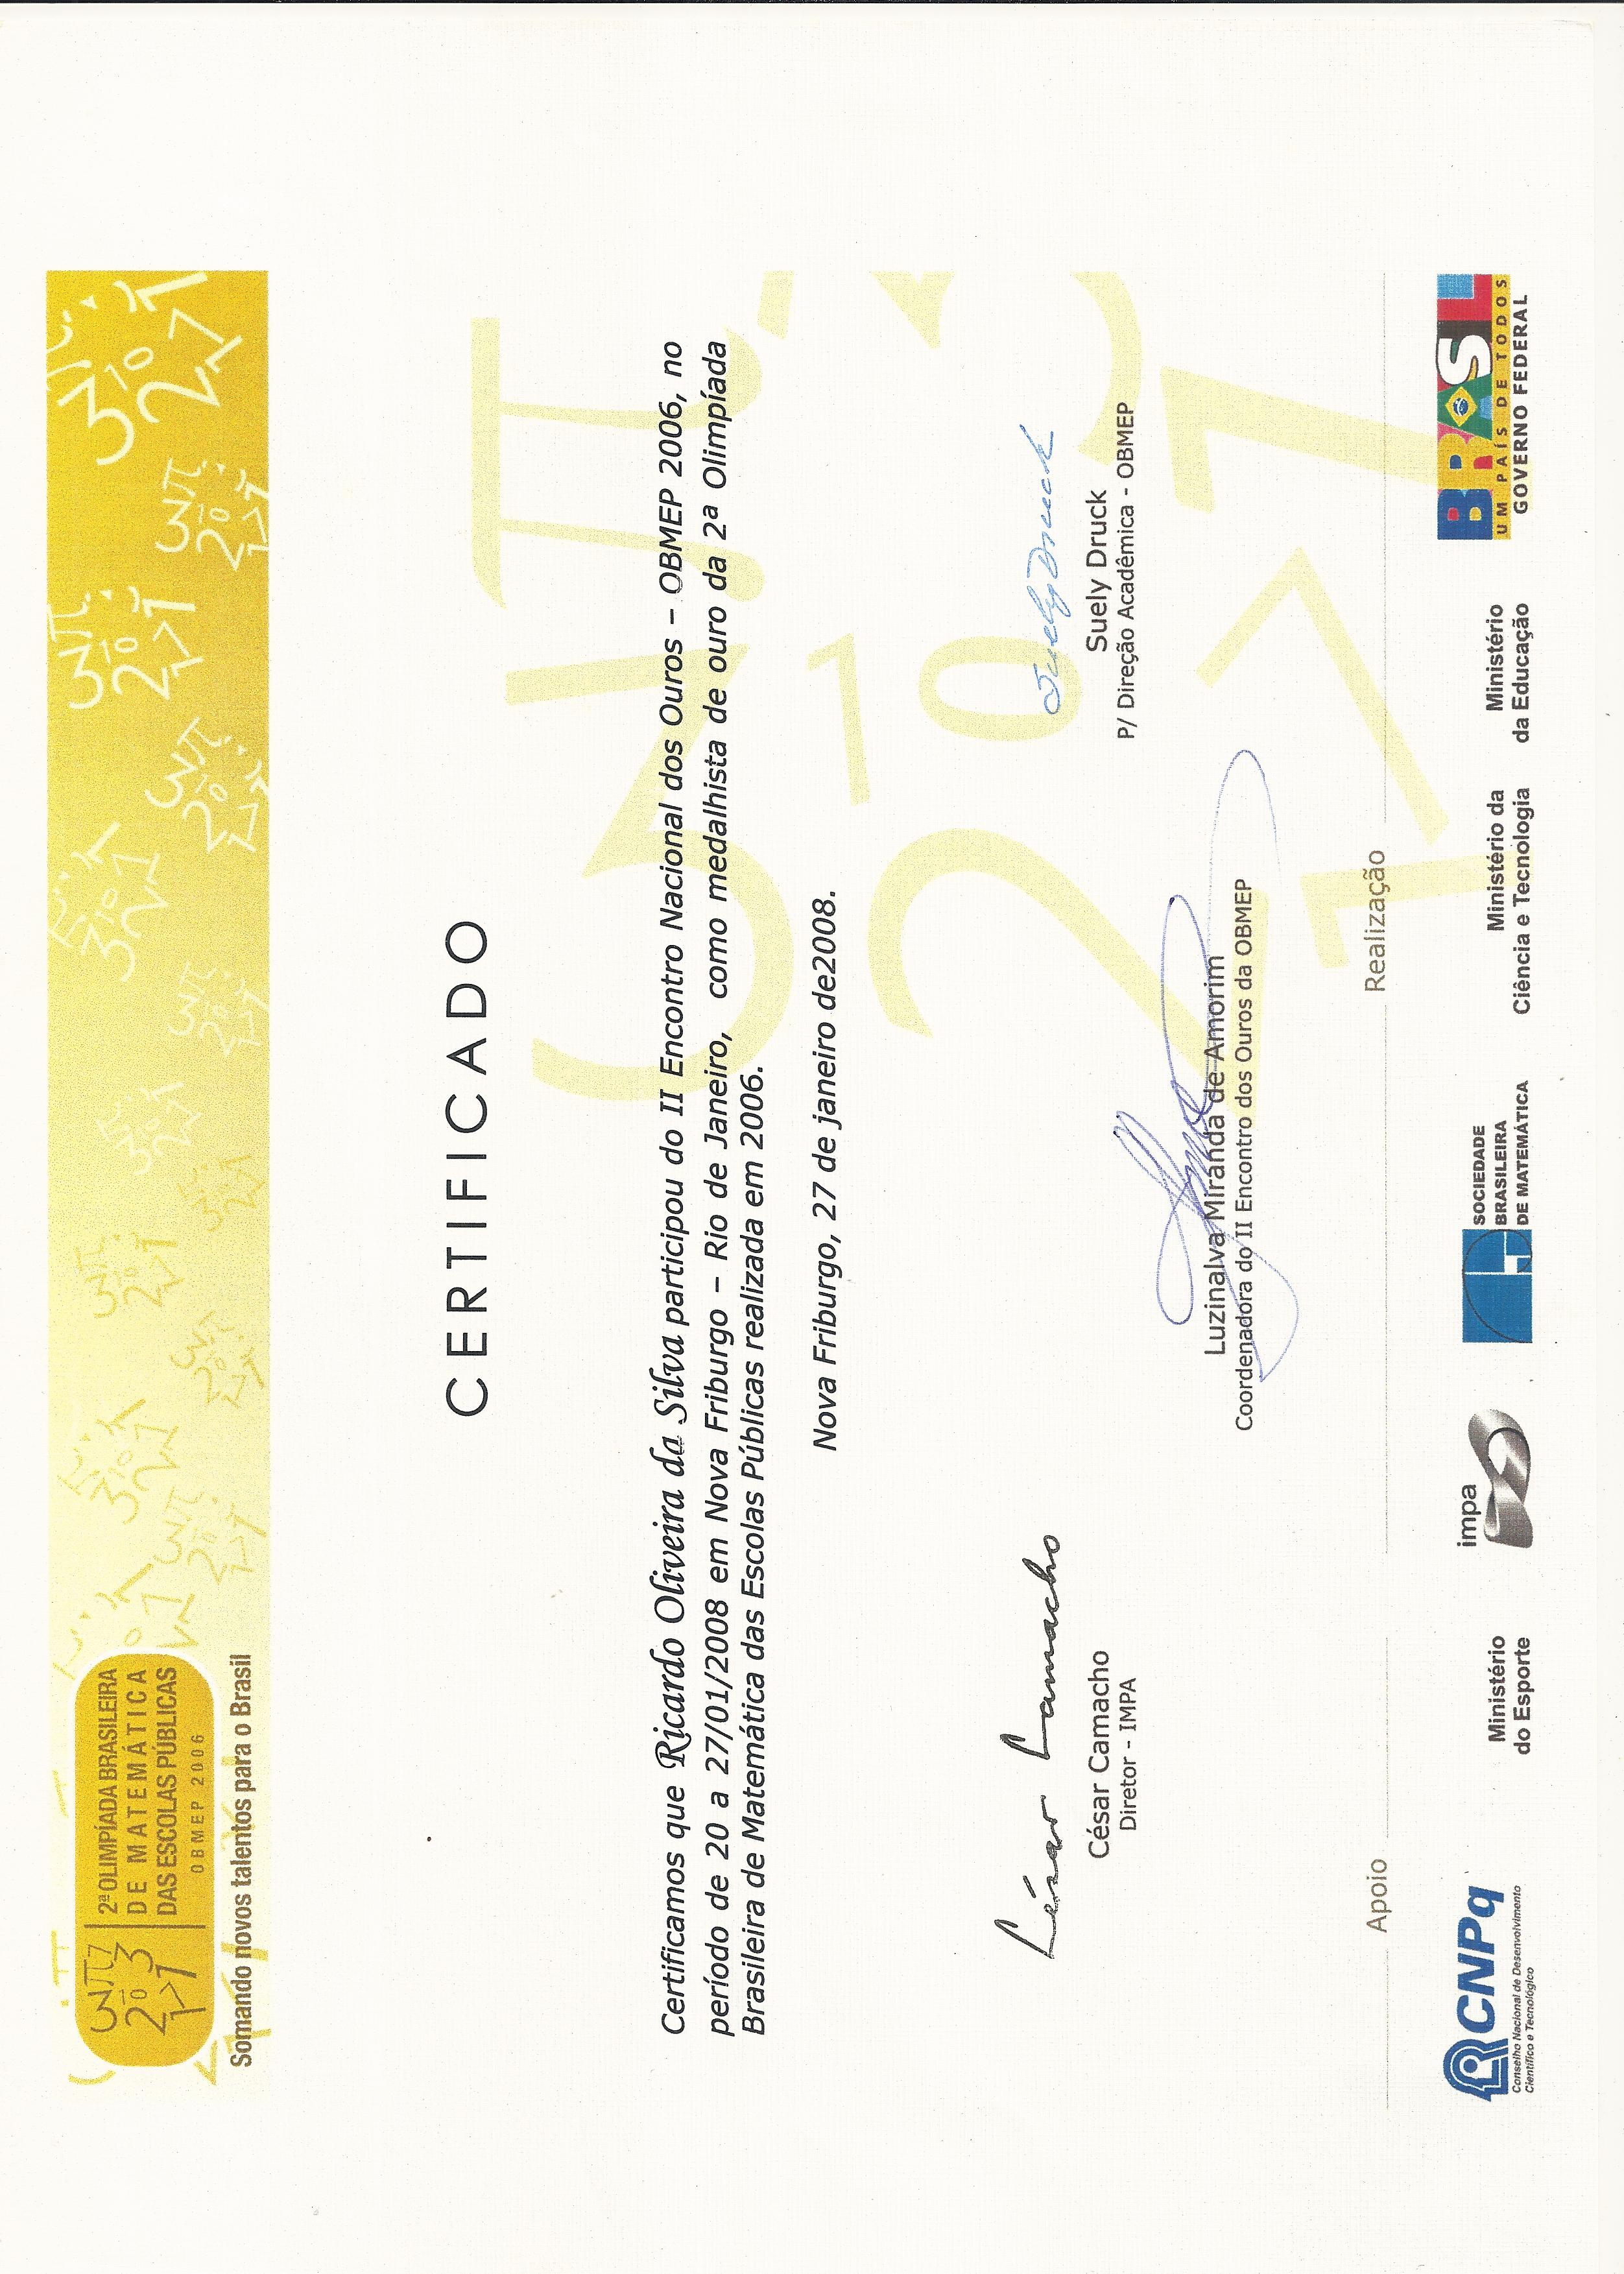 2ª OLIMPÍADA BRASILEIRA
DE MATEMÁTICA
DAS ESCOLAS PÚBLICAS
OBMEP 2006
Somando novos talentos para o Brasil
CERTIFICADO
Certificamos que Ricardo Oliveira da Silva participou do II Encontro Nacional dos Ouros – OBMEP 2006, no
período de 20 a 27/01/2008 em Nova Friburgo – Rio de Janeiro, como medalhista de ouro da 2ª Olimpíada
Brasileira de Matemática das Escolas Públicas realizada em 2006.
Nova Friburgo, 27 de janeiro de2008.
César Camacho
César Camacho
Diretor - IMPA
Luzinalva Miranda de Amorim
Coordenadora do II Encontro dos Ouros da OBMEP
Suely Druck
Suely Druck
P/ Direção Acadêmica - OBMEP
Apoio
Realização
CNPq
Conselho Nacional de Desenvolvimento
Científico e Tecnológico
Ministério
do Esporte
impa
SOCIEDADE
BRASILEIRA
DE MATEMÁTICA
Ministério da
Ciência e Tecnologia
Ministério
da Educação
BRASIL
UM PAÍS DE TODOS
GOVERNO FEDERAL